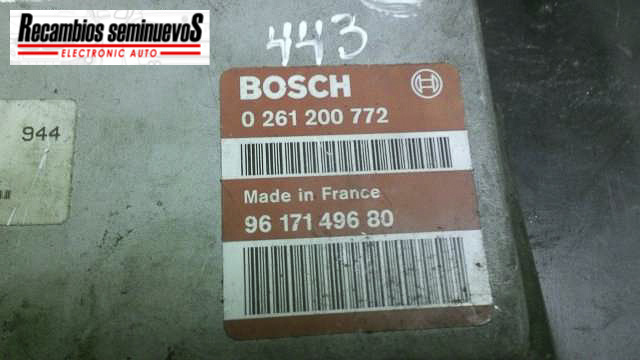 Recambios seminuevoS
ELECTRONIC AUTO
443
BOSCH
0 261 200 772
944
Made in France
96 171 496 80